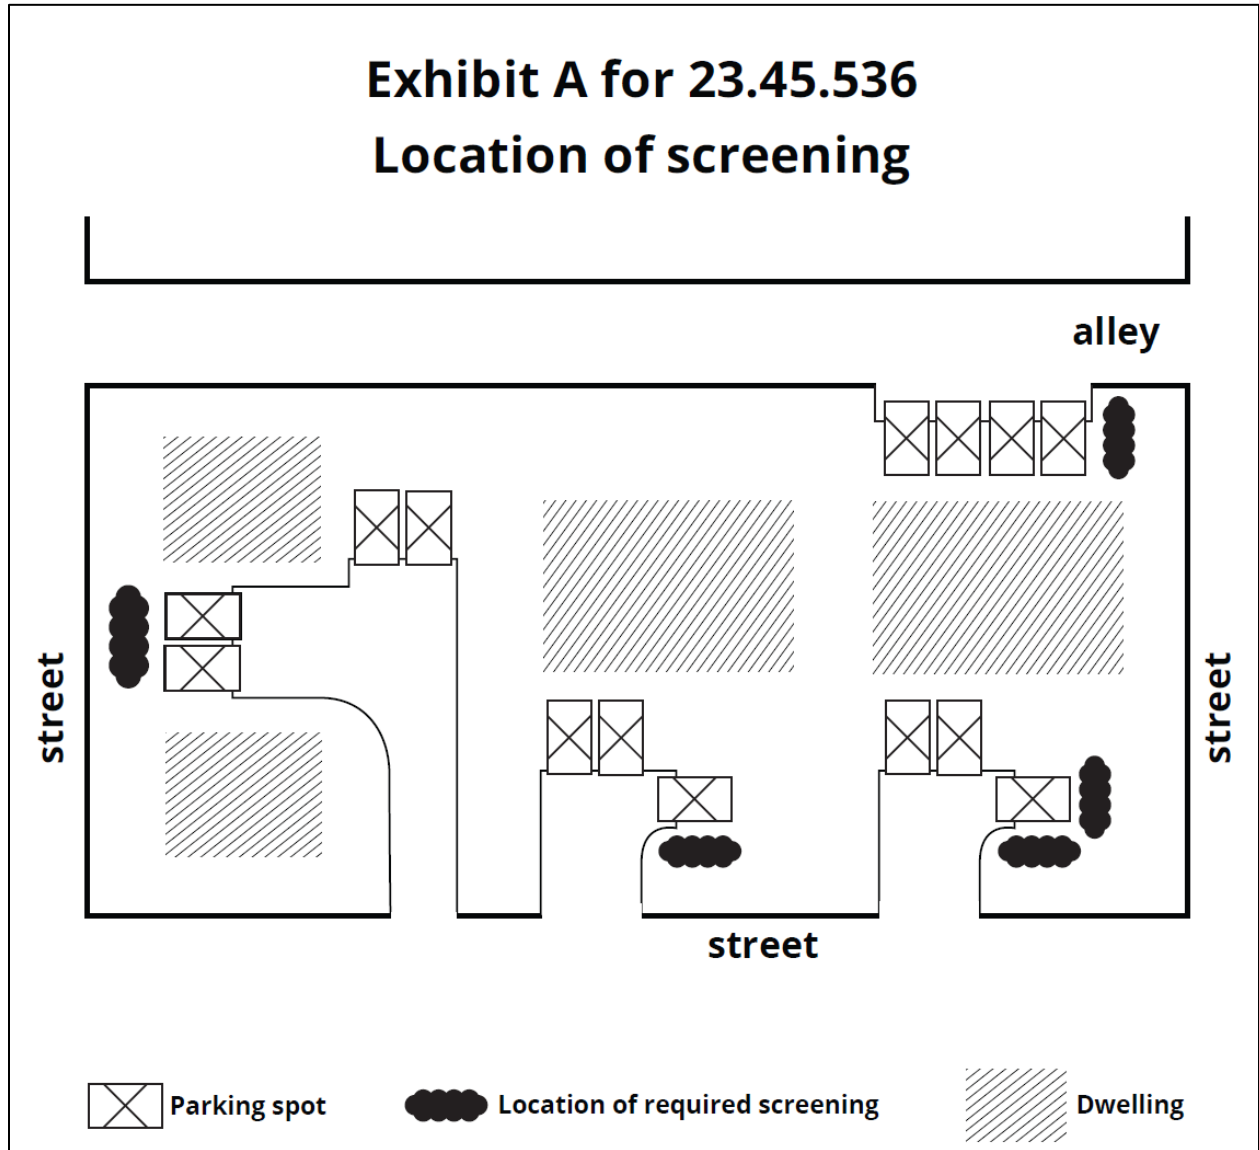 Exhibit A for 23.45.536
Location of screening
alley
street
street
street
Parking spot
Location of required screening
Dwelling